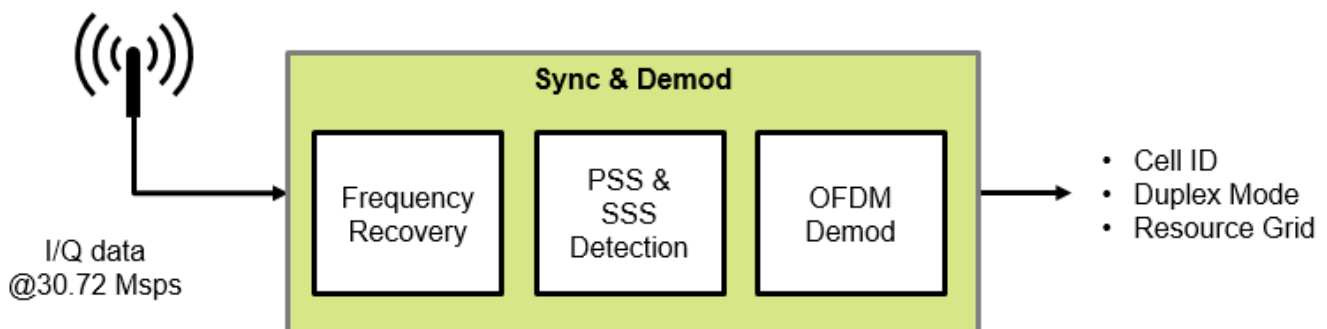 Sync & Demod
Frequency
Recovery
PSS &
SSS
Detection
OFDM
Demod
I/Q data
@30.72 Msps
• Cell ID
• Duplex Mode
• Resource Grid